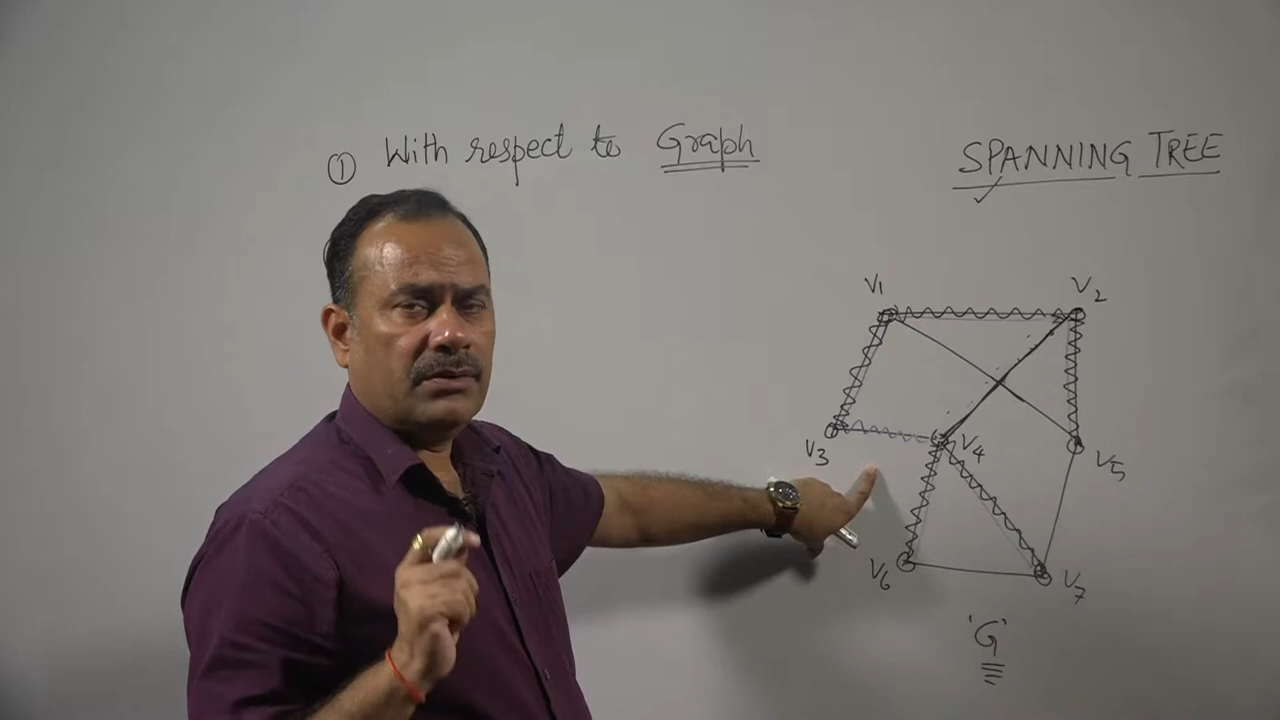 ① With respect to Graph
SPANNING TREE
V1
V2
V3
V4
V5
V6
V7
'G'